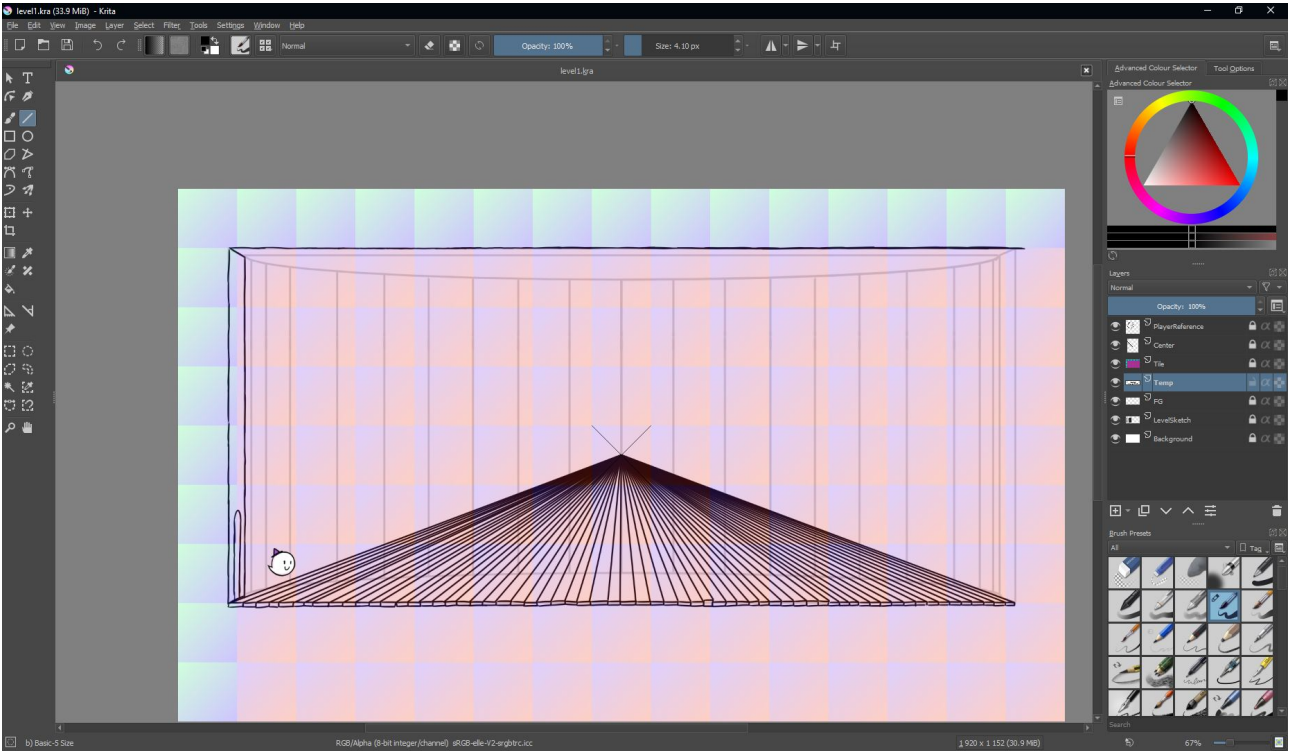 level1.kra (33.9 MiB) - Krita
File Edit View Image Layer Select Filter Tools Settings Window Help
Normal Opacity: 100% Size: 4.10 px
level1.kra
Advanced Colour Selector Tool Options
Advanced Colour Selector
Layers
Normal
Opacity: 100%
PlayerReference
Center
Tile
Temp
FG
LevelSketch
Background
Brush Presets
All Tag
Search
b) Basic-5 Size RGB/Alpha (8-bit integer/channel) sRGB-elle-V2-srgbtrc.icc 1 920 x 1 152 (30.9 MiB) 67%